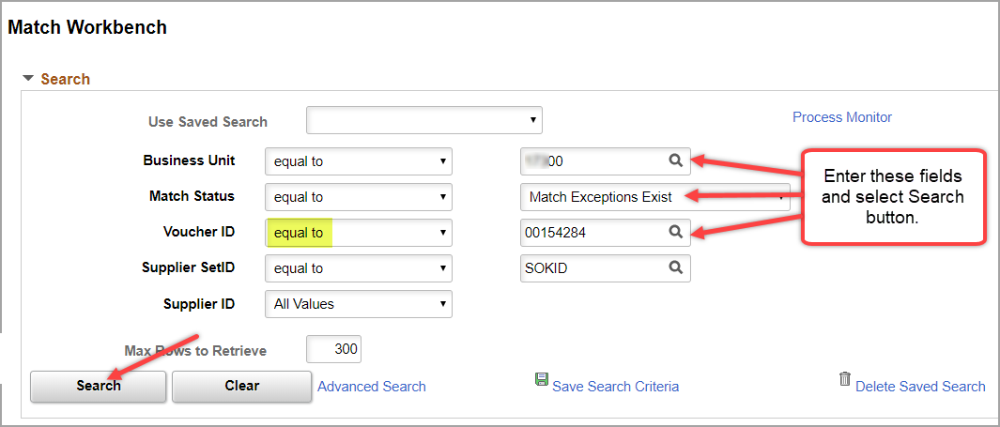 Match Workbench
Search
Use Saved Search
Process Monitor
Business Unit equal to 00
Match Status equal to Match Exceptions Exist
Voucher ID equal to 00154284
Supplier SetID equal to SOKID
Supplier ID All Values
Enter these fields
and select Search
button.
Max Rows to Retrieve 300
Search Clear Advanced Search Save Search Criteria Delete Saved Search